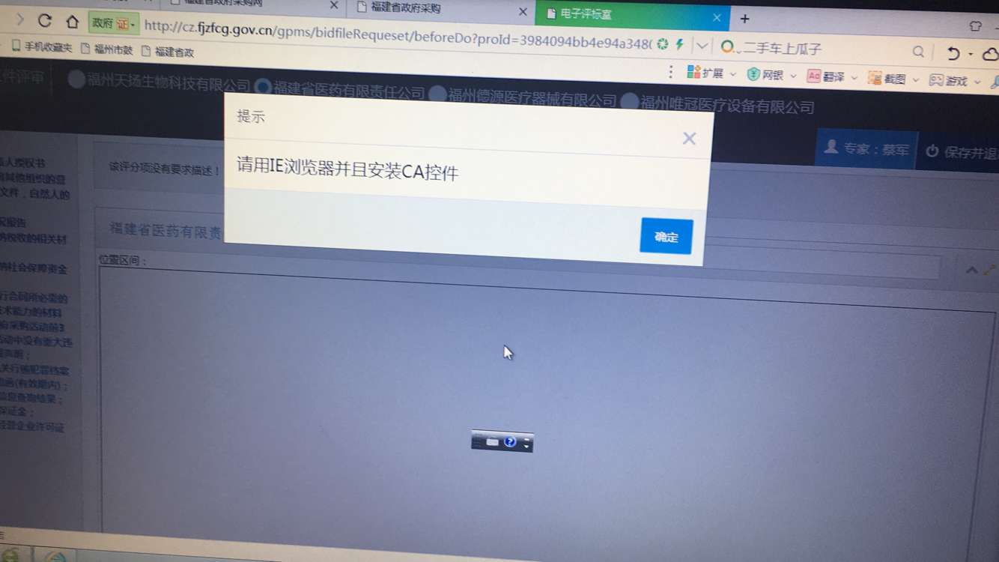 福建省政府采购网
福建省政府采购
电子评标室
政府 证
http://cz.fjzfcg.gov.cn/gpms/bidfileRequeset/beforeDo?proId=3984094bb4e94a348(
二手车上瓜子
手机收藏夹
福州市鼓
福建省政
扩展
网银
翻译
截图
游戏
件评审
福州天扬生物科技有限公司
福建省医药有限责任公司
福州德源医疗器械有限公司
福州唯冠医疗设备有限公司
专家：蔡军
保存并退
提示
请用IE浏览器并且安装CA控件
确定
该评分项没有要求描述！
福建省医药有限责
位置区间：
人授权书
其他组织的营
文件，自然人的
况报告
纳税收的相关材
纳社会保障资金
行合同所必需的
术能力的材料
府采购活动前3
活动中没有重大违
声明；
关行贿犯罪档案
函(有效期内)；
信息查询结果；
保证金；
经营企业许可证